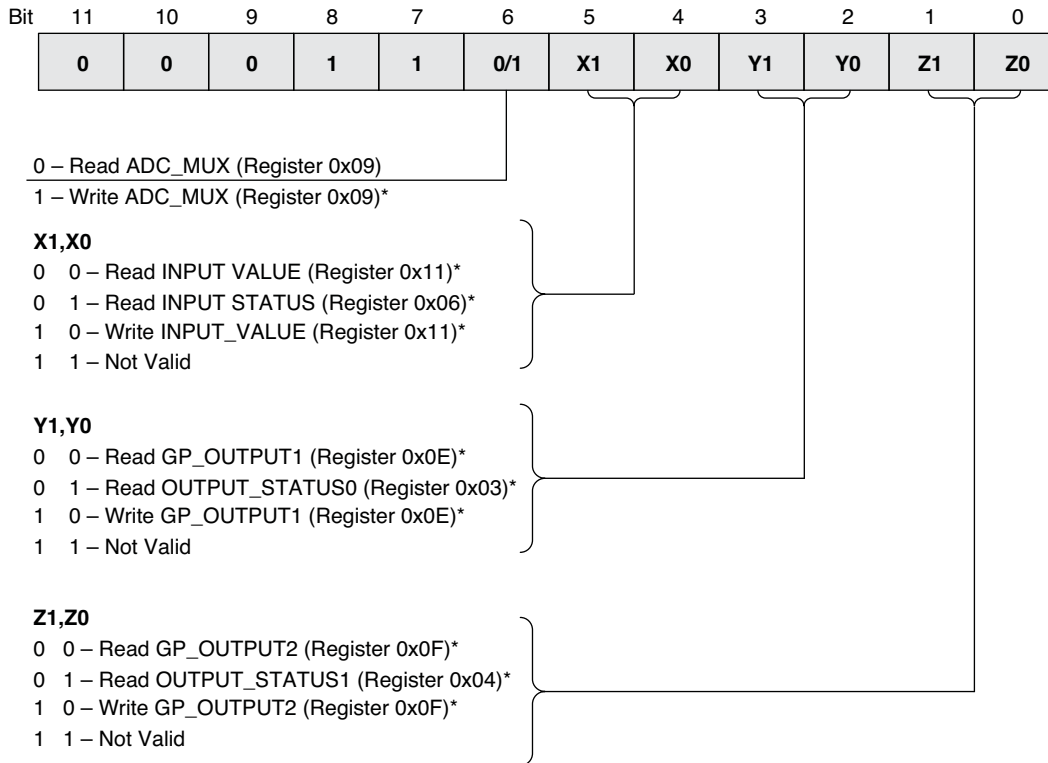 Bit 11 10 9 8 7 6 5 4 3 2 1 0
0 0 0 1 1 0/1 X1 X0 Y1 Y0 Z1 Z0
0 – Read ADC_MUX (Register 0x09)
1 – Write ADC_MUX (Register 0x09)*
X1,X0
0 0 – Read INPUT VALUE (Register 0x11)*
0 1 – Read INPUT STATUS (Register 0x06)*
1 0 – Write INPUT_VALUE (Register 0x11)*
1 1 – Not Valid
Y1,Y0
0 0 – Read GP_OUTPUT1 (Register 0x0E)*
0 1 – Read OUTPUT_STATUS0 (Register 0x03)*
1 0 – Write GP_OUTPUT1 (Register 0x0E)*
1 1 – Not Valid
Z1,Z0
0 0 – Read GP_OUTPUT2 (Register 0x0F)*
0 1 – Read OUTPUT_STATUS1 (Register 0x04)*
1 0 – Write GP_OUTPUT2 (Register 0x0F)*
1 1 – Not Valid